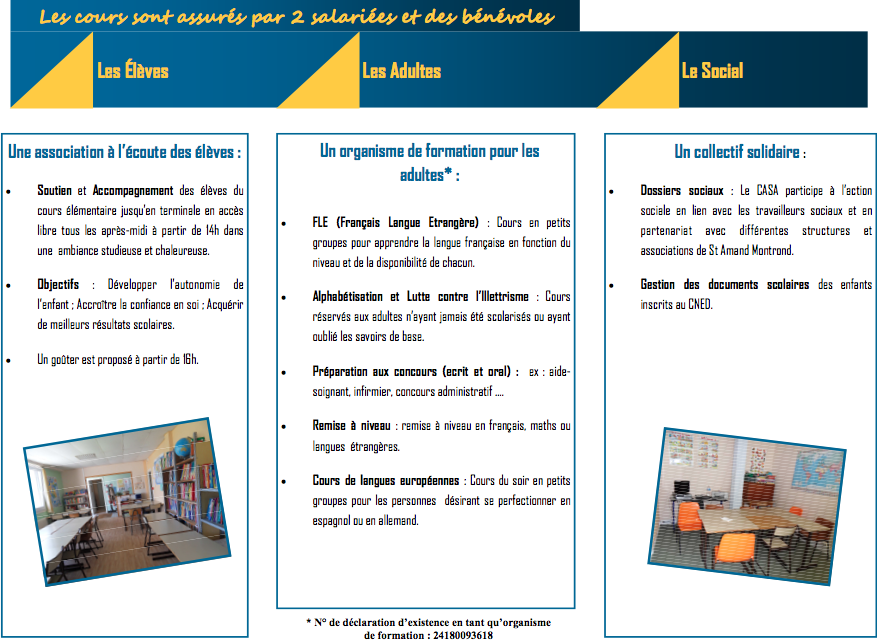 Les cours sont assurés par 2 salariées et des bénévoles
Les Élèves
Les Adultes
Le Social
Une association à l'écoute des élèves :
• Soutien et Accompagnement des élèves du
cours élémentaire jusqu'en terminale en accès
libre tous les après-midi à partir de 14h dans
une ambiance studieuse et chaleureuse.
• Objectifs : Développer l'autonomie de
l'enfant ; Accroître la confiance en soi ; Acquérir
de meilleurs résultats scolaires.
• Un goûter est proposé à partir de 16h.
Un organisme de formation pour les
adultes* :
• FLE (Français Langue Etrangère) : Cours en petits
groupes pour apprendre la langue française en fonction du
niveau et de la disponibilité de chacun.
• Alphabétisation et Lutte contre l'Illettrisme : Cours
réservés aux adultes n'ayant jamais été scolarisés ou ayant
oublié les savoirs de base.
• Préparation aux concours (ecrit et oral) : ex : aide-
soignant, infirmier, concours administratif ....
• Remise à niveau : remise à niveau en français, maths ou
langues étrangères.
• Cours de langues européennes : Cours du soir en petits
groupes pour les personnes désirant se perfectionner en
espagnol ou en allemand.
* N° de déclaration d'existence en tant qu'organisme
de formation : 24180093618
Un collectif solidaire :
• Dossiers sociaux : Le CASA participe à l'action
sociale en lien avec les travailleurs sociaux et en
partenariat avec différentes structures et
associations de St Amand Montrond.
• Gestion des documents scolaires des enfants
inscrits au CNED.